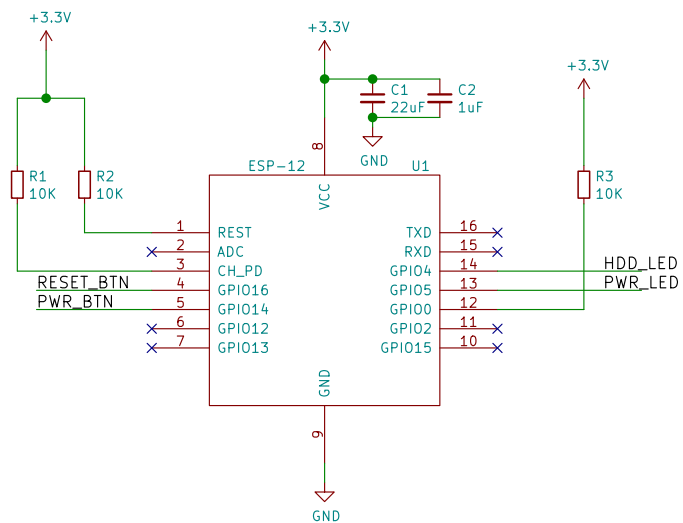 +3.3V
+3.3V
+3.3V
C1
22uF
C2
1uF
GND
R1
10K
R2
10K
R3
10K
ESP-12
U1
8
VCC
1
REST
2
ADC
3
CH_PD
RESET_BTN
4
GPIO16
PWR_BTN
5
GPIO14
6
GPIO12
7
GPIO13
TXD
16
RXD
15
GPIO4
14
HDD_LED
GPIO5
13
PWR_LED
GPIO0
12
GPIO2
11
GPIO15
10
GND
9
GND